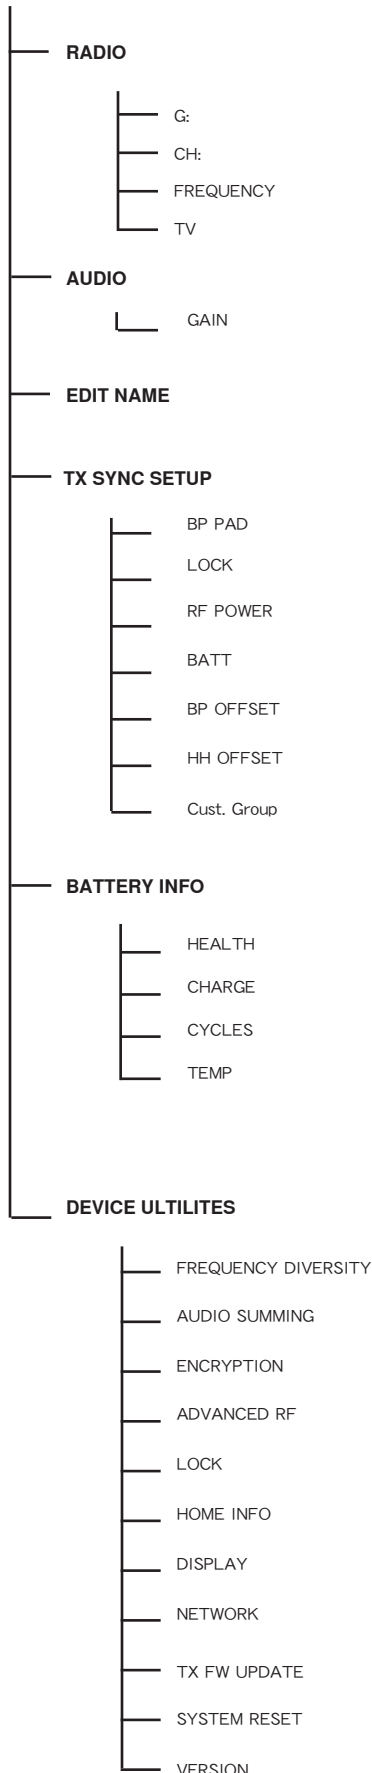 RADIO
G:
CH:
FREQUENCY
TV
AUDIO
GAIN
EDIT NAME
TX SYNC SETUP
BP PAD
LOCK
RF POWER
BATT
BP OFFSET
HH OFFSET
Cust. Group
BATTERY INFO
HEALTH
CHARGE
CYCLES
TEMP
DEVICE ULTILITES
FREQUENCY DIVERSITY
AUDIO SUMMING
ENCRYPTION
ADVANCED RF
LOCK
HOME INFO
DISPLAY
NETWORK
TX FW UPDATE
SYSTEM RESET
VERSION